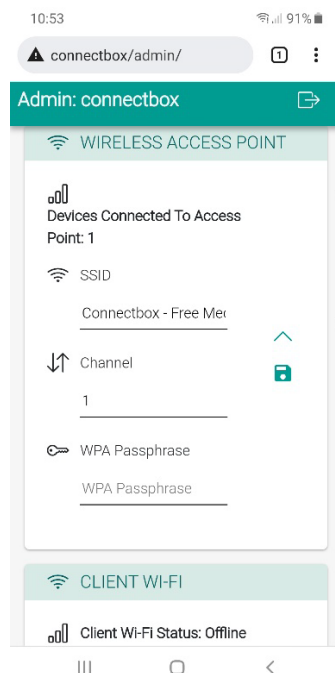 10:53
91%
connectbox/admin/
1
Admin: connectbox
WIRELESS ACCESS POINT
Devices Connected To Access
Point: 1
SSID
Connectbox - Free
Channel
1
WPA Passphrase
WPA Passphrase
CLIENT WI-FI
Client Wi-Fi Status: Offline